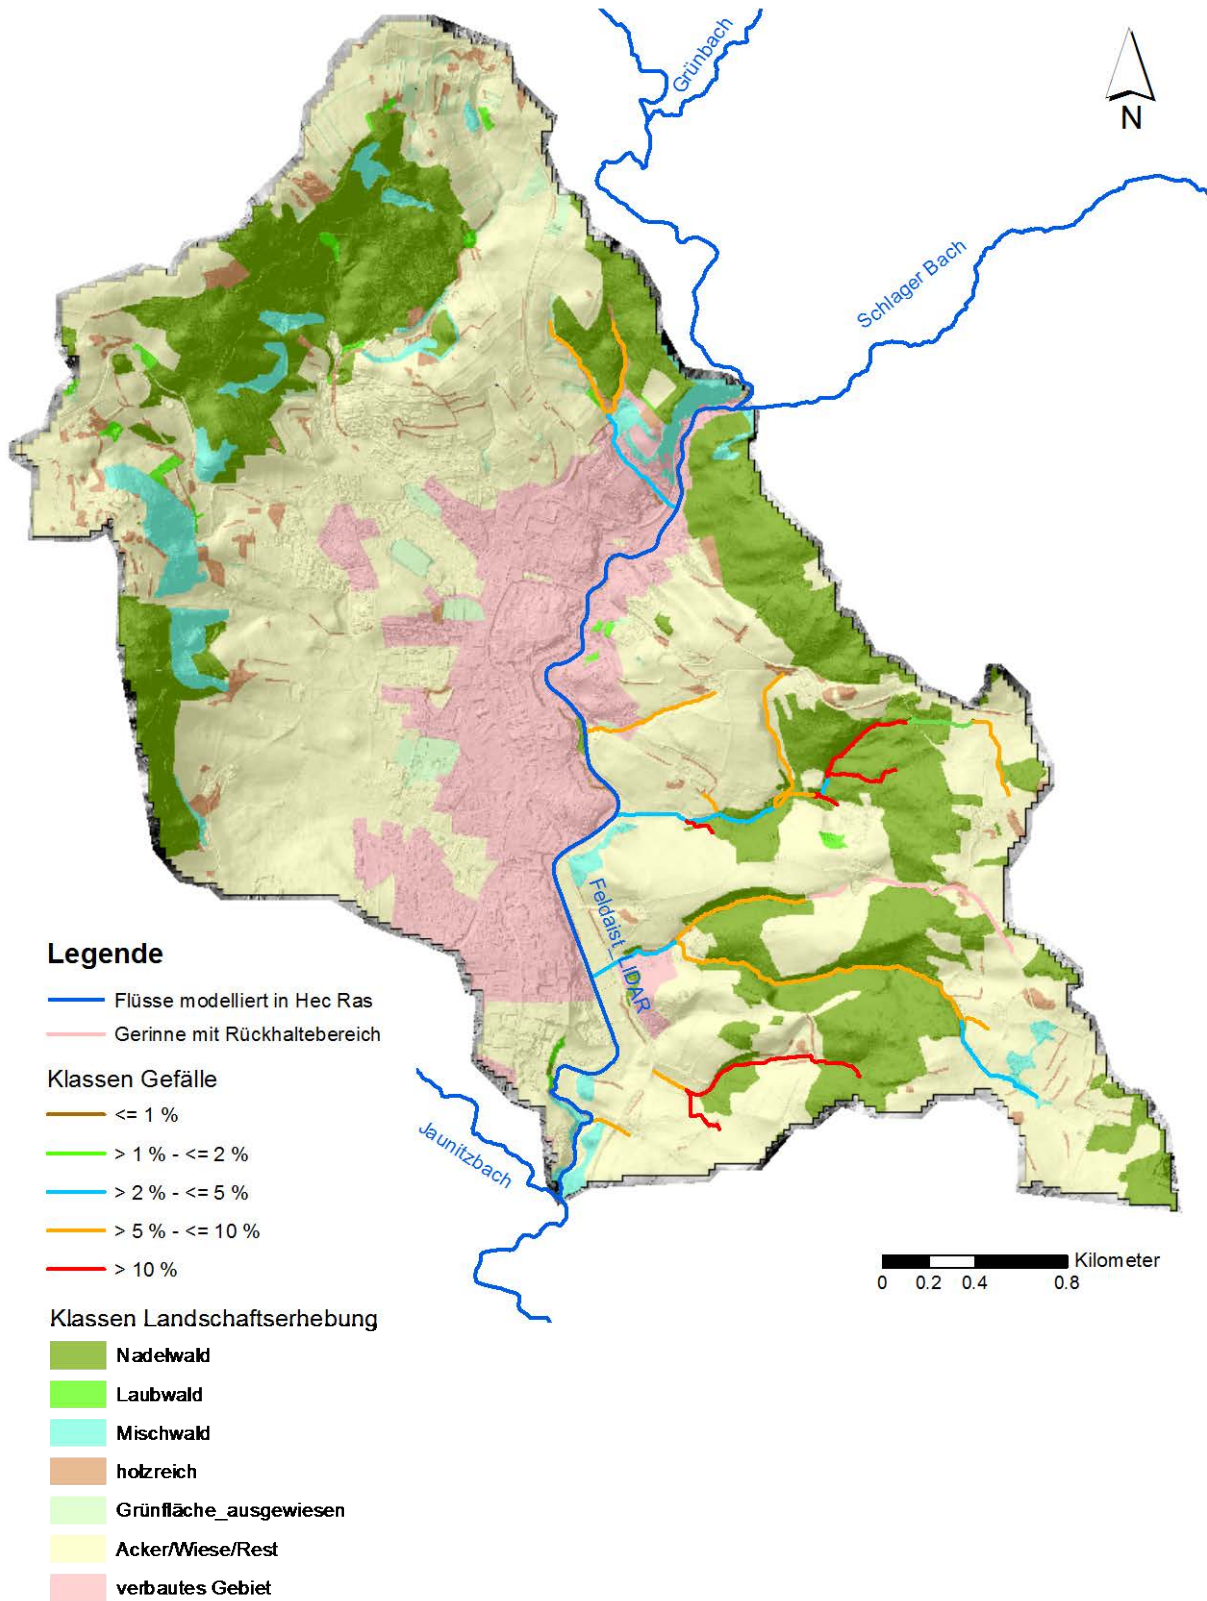 Grünbach
N
Schlager Bach
Feldaist_LIDAR
Jaunitzbach
Legende
Flüsse modelliert in Hec Ras
Gerinne mit Rückhaltebereich
Klassen Gefälle
<= 1 %
> 1 % - <= 2 %
> 2 % - <= 5 %
> 5 % - <= 10 %
> 10 %
Kilometer
0 0.2 0.4 0.8
Klassen Landschaftserhebung
Nadelwald
Laubwald
Mischwald
holzreich
Grünfläche_ausgewiesen
Acker/Wiese/Rest
verbautes Gebiet